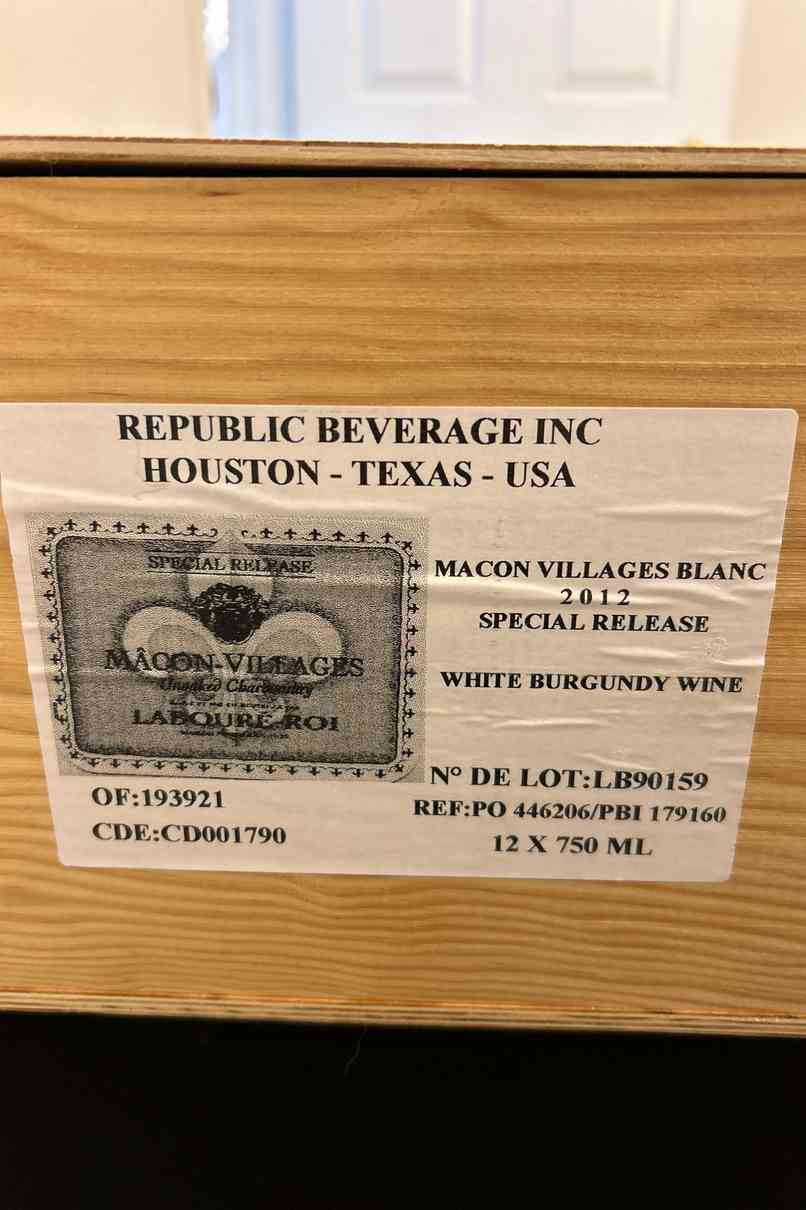 REPUBLIC BEVERAGE INC
HOUSTON - TEXAS - USA
SPECIAL RELEASE
MÂCON-VILLAGES
Unoaked Chardonnay
LABOURÉ-ROI
MACON VILLAGES BLANC
2012
SPECIAL RELEASE
WHITE BURGUNDY WINE
N° DE LOT:LB90159
OF:193921
REF:PO 446206/PBI 179160
CDE:CD001790
12 X 750 ML